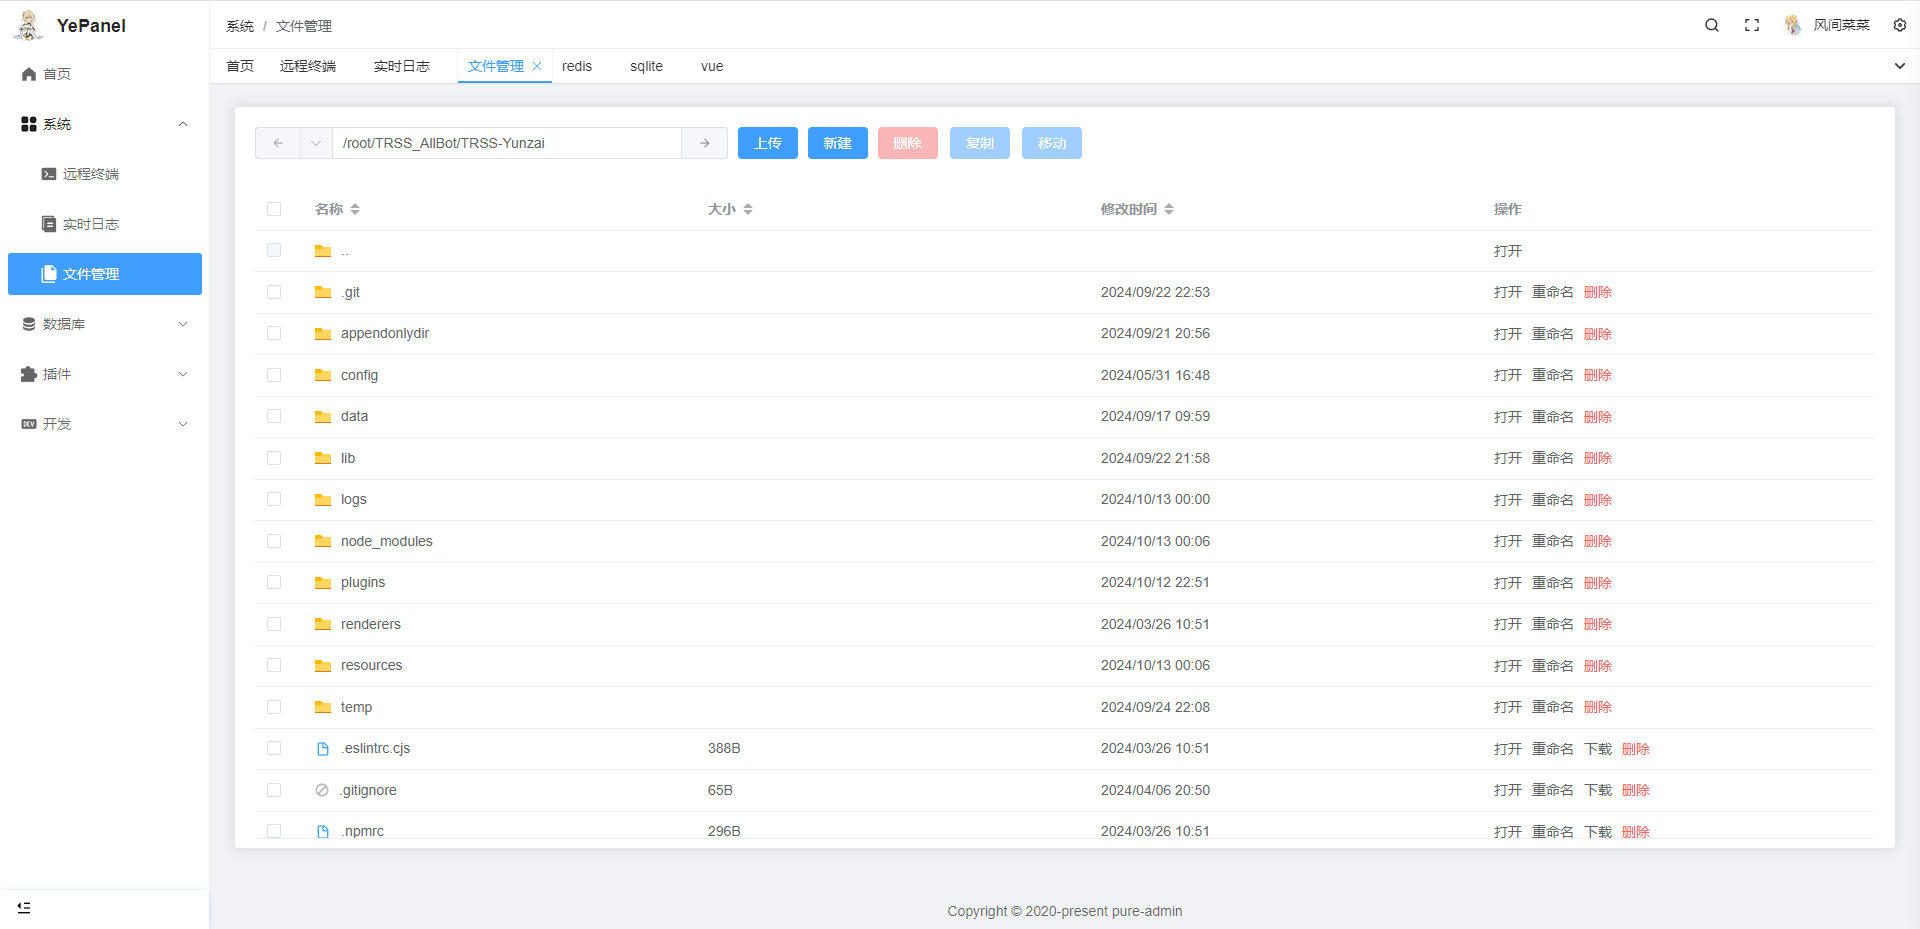 YePanel
系统 / 文件管理
风间菜菜
首页
远程终端
实时日志
文件管理
redis
sqlite
vue
首页
系统
远程终端
实时日志
文件管理
数据库
插件
DEV 开发
/root/TRSS_AllBot/TRSS-Yunzai
上传 新建 删除 复制 移动
名称 大小 修改时间 操作
.. 打开
.git 2024/09/22 22:53 打开 重命名 删除
appendonlydir 2024/09/21 20:56 打开 重命名 删除
config 2024/05/31 16:48 打开 重命名 删除
data 2024/09/17 09:59 打开 重命名 删除
lib 2024/09/22 21:58 打开 重命名 删除
logs 2024/10/13 00:00 打开 重命名 删除
node_modules 2024/10/13 00:06 打开 重命名 删除
plugins 2024/10/12 22:51 打开 重命名 删除
renderers 2024/03/26 10:51 打开 重命名 删除
resources 2024/10/13 00:06 打开 重命名 删除
temp 2024/09/24 22:08 打开 重命名 删除
.eslintrc.cjs 388B 2024/03/26 10:51 打开 重命名 下载 删除
.gitignore 65B 2024/04/06 20:50 打开 重命名 下载 删除
.npmrc 296B 2024/03/26 10:51 打开 重命名 下载 删除
Copyright © 2020-present pure-admin